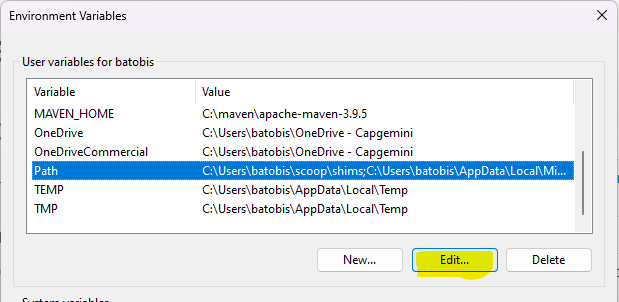 Environment Variables
User variables for batobis
Variable Value
MAVEN_HOME C:\maven\apache-maven-3.9.5
OneDrive C:\Users\batobis\OneDrive - Capgemini
OneDriveCommercial C:\Users\batobis\OneDrive - Capgemini
Path C:\Users\batobis\scoop\shims;C:\Users\batobis\AppData\Local\Mi...
TEMP C:\Users\batobis\AppData\Local\Temp
TMP C:\Users\batobis\AppData\Local\Temp
New... Edit... Delete
System variables